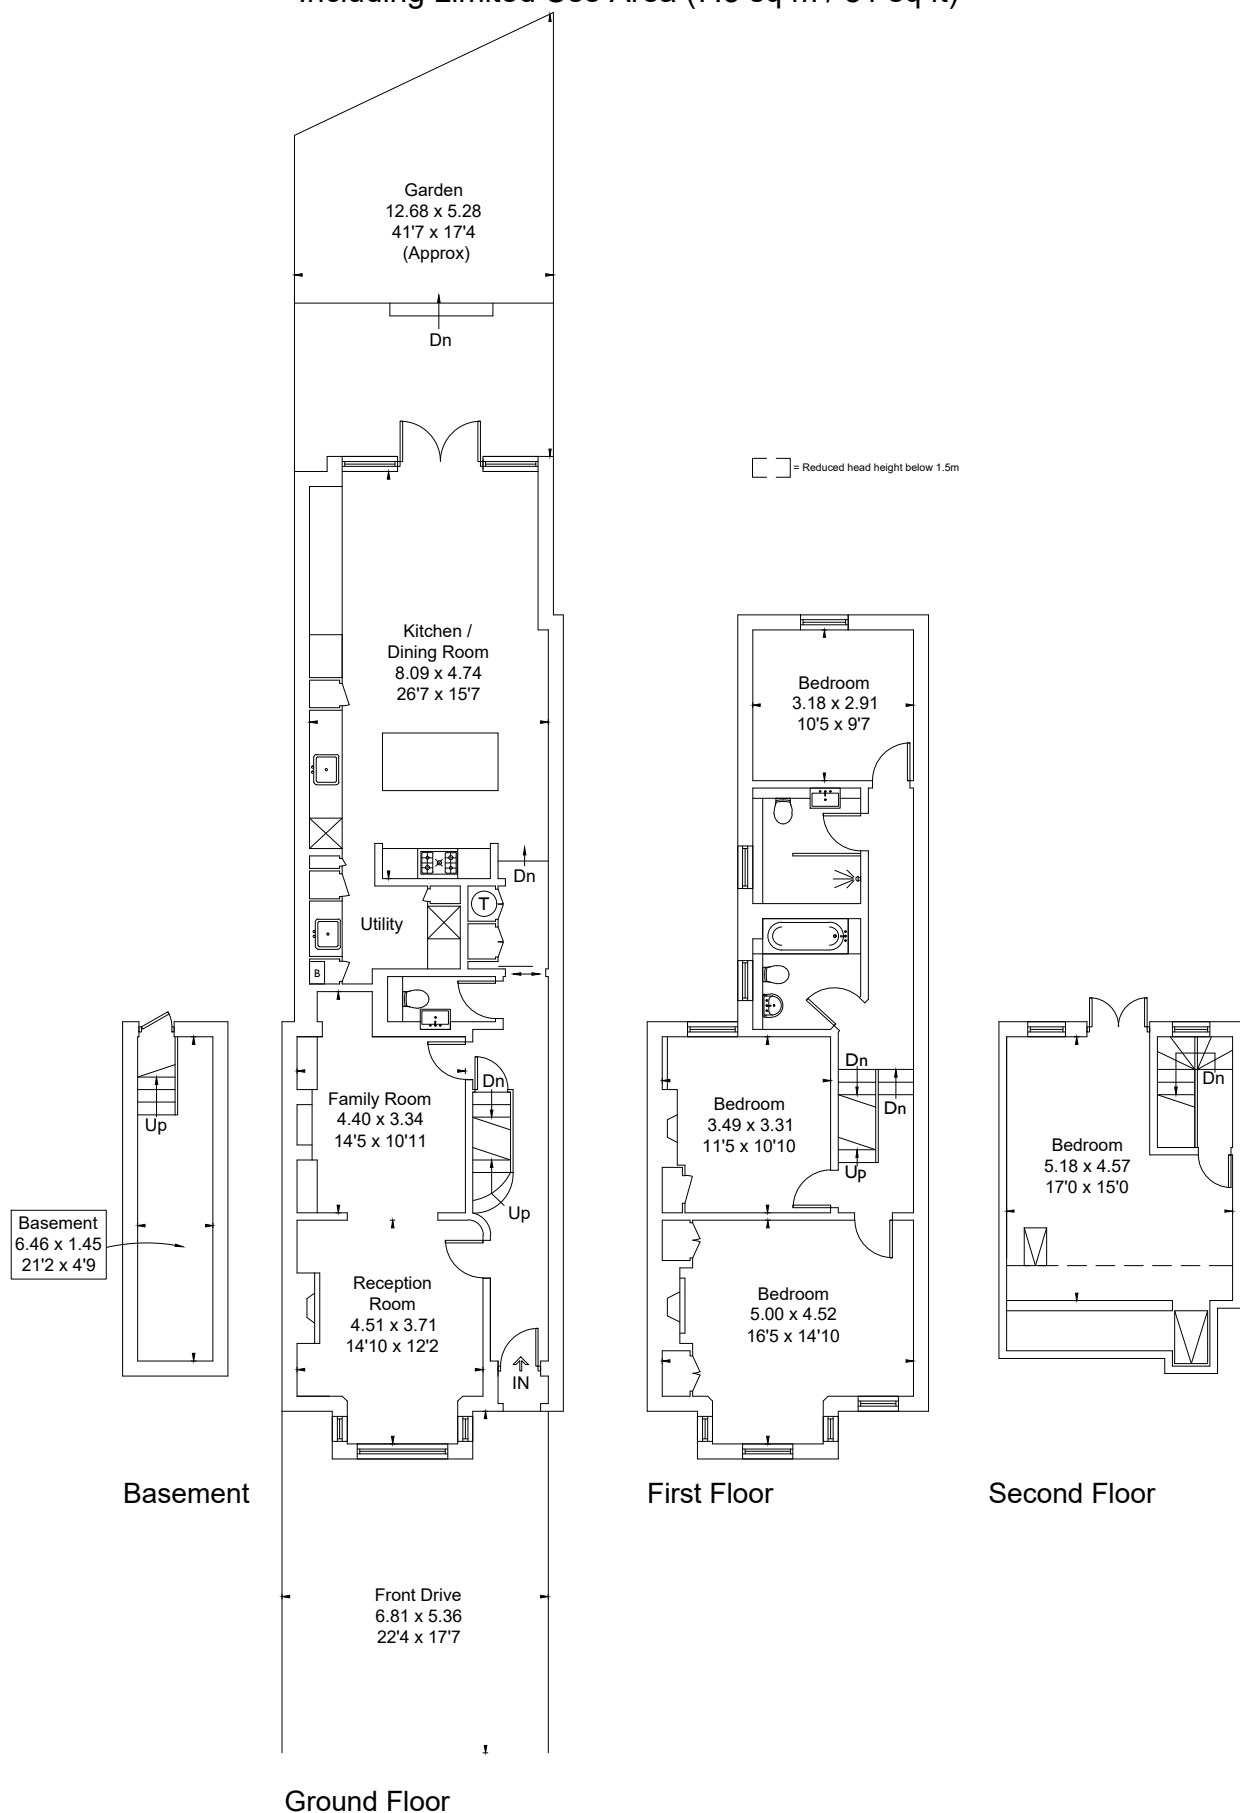 Garden
12.68 x 5.28
41'7 x 17'4
(Approx)
Dn
= Reduced head height below 1.5m
Kitchen /
Dining Room
8.09 x 4.74
26'7 x 15'7
Bedroom
3.18 x 2.91
10'5 x 9'7
Dn
T
Utility
B
Family Room
4.40 x 3.34
14'5 x 10'11
Dn
Up
Up
Basement
6.46 x 1.45
21'2 x 4'9
Reception
Room
4.51 x 3.71
14'10 x 12'2
IN
Bedroom
3.49 x 3.31
11'5 x 10'10
Dn
Dn
Up
Bedroom
5.00 x 4.52
16'5 x 14'10
Dn
Bedroom
5.18 x 4.57
17'0 x 15'0
Basement
First Floor
Second Floor
Front Drive
6.81 x 5.36
22'4 x 17'7
Ground Floor